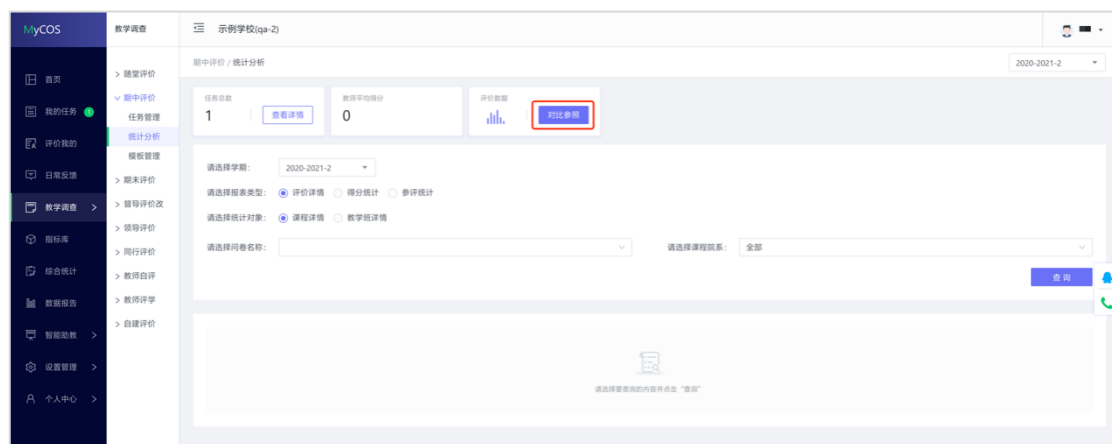 MyCOS
首页
我的任务 1
评价我的
日常反馈
教学调查 >
指标库
综合统计
数据报告
智能助教 >
设置管理 >
个人中心 >
教学调查
> 随堂评价
∨ 期中评价
任务管理
统计分析
模板管理
> 期末评价
> 督导评价改
> 领导评价
> 同行评价
> 教师自评
> 教师评学
> 自建评价
示例学校(qa-2)
期中评价 / 统计分析
2020-2021-2
任务总数
1
查看详情
教师平均得分
0
评价数据
对比参照
请选择学期: 2020-2021-2
请选择报表类型: 评价详情 得分统计 参评统计
请选择统计对象: 课程详情 教学班详情
请选择问卷名称:
请选择课程院系: 全部
查 询
请选择要查询的内容并点击“查询”